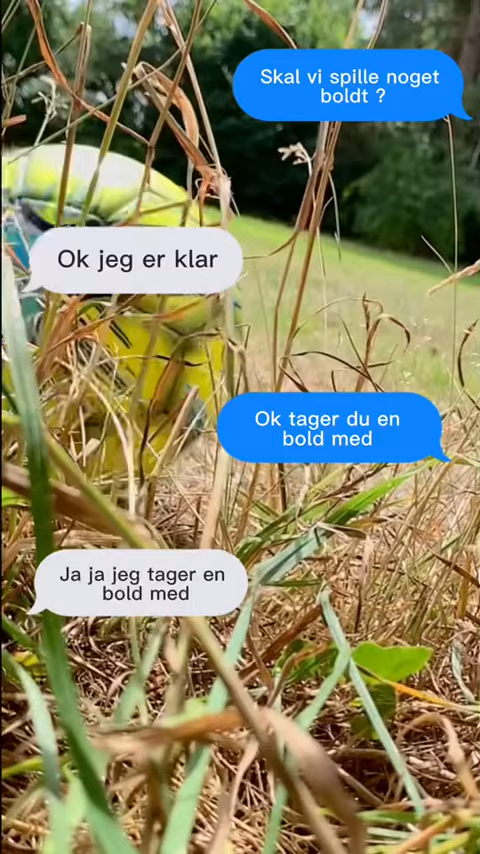 Skal vi spille noget
boldt ?
Ok jeg er klar
Ok tager du en
bold med
Ja ja jeg tager en
bold med